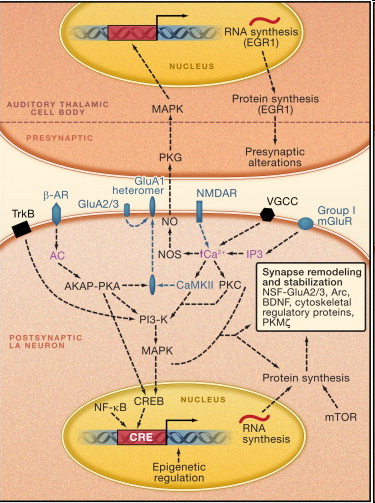 RNA synthesis
(EGR1)
NUCLEUS
AUDITORY THALAMIC
CELL BODY
MAPK
Protein synthesis
(EGR1)
PRESYNAPTIC
PKG
Presynaptic
alterations
GluA1
heteromer
β-AR
GluA2/3
NMDAR
VGCC
TrkB
NO
Group I
mGluR
AC
NOS
↑Ca²⁺
IP3
AKAP-PKA
CaMKII
PKC
Synapse remodeling
and stabilization
NSF-GluA2/3, Arc,
BDNF, cytoskeletal
regulatory proteins,
PKMζ
PI3-K
POSTSYNAPTIC
LA NEURON
MAPK
Protein synthesis
NF-κB
CREB
NUCLEUS
mTOR
CRE
RNA
synthesis
Epigenetic
regulation